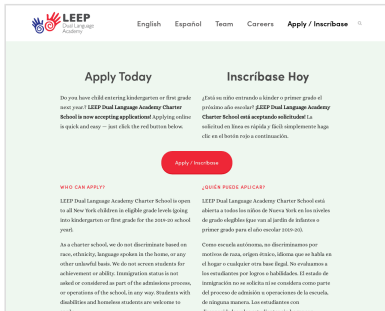 LEEP
Dual Language
Academy
English Español Team Careers Apply / Inscríbase
Apply Today
Do you have child entering kindergarten or first grade
next year? LEEP Dual Language Academy Charter
School is now accepting applications! Applying online
is quick and easy — just click the red button below.
Inscríbase Hoy
¿Está su niño entrando a kinder o primer grado el
próximo año escolar? ¡LEEP Dual Language Academy
Charter School está aceptando solicitudes! La
solicitud en línea es rápida y fácil: simplemente haga
clic en el botón rojo a continuación.
Apply / Inscríbase
WHO CAN APPLY?
LEEP Dual Language Academy Charter School is open
to all New York children in eligible grade levels (going
into kindergarten or first grade for the 2019-20 school
year).
As a charter school, we do not discriminate based on
race, ethnicity, language spoken in the home, or any
other unlawful basis. We do not screen students for
achievement or ability. Immigration status is not
asked or considered as part of the admissions process,
or operations of the school, in any way. Students with
disabilities and homeless students are welcome to
¿QUIÉN PUEDE APLICAR?
LEEP Dual Language Academy Charter School está
abierta a todos los niños de Nueva York en los niveles
de grado elegibles (que van al jardín de infantes o
primer grado para el año escolar 2019-20).
Como escuela autónoma, no discriminamos por
motivos de raza, origen étnico, idioma que se habla en
el hogar o cualquier otra base ilegal. No evaluamos a
los estudiantes por logros o habilidades. El estado de
inmigración no se solicita ni se considera como parte
del proceso de admisión o operaciones de la escuela,
de ninguna manera. Los estudiantes con